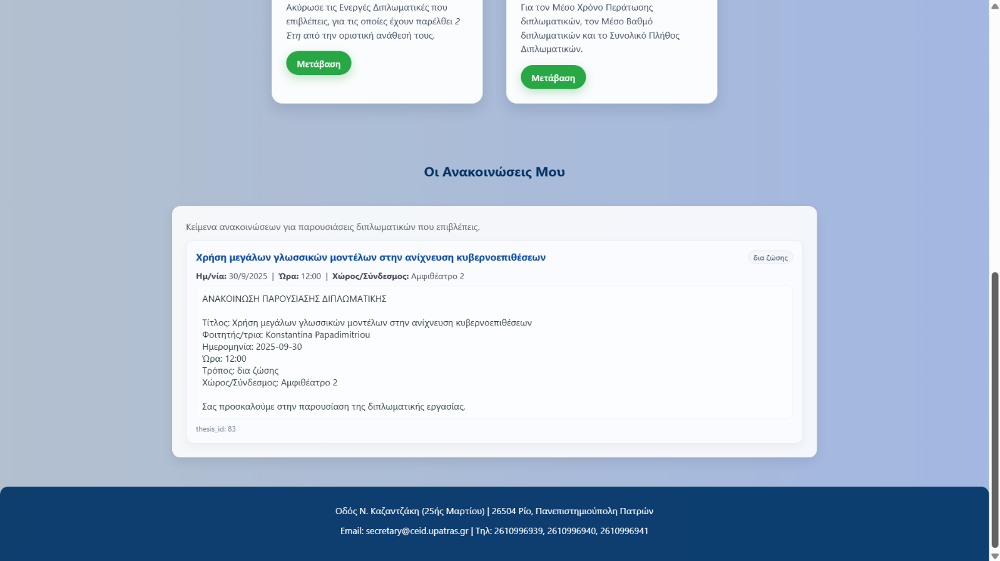 Ακύρωσε τις Ενεργές Διπλωματικές που
επιβλέπεις, για τις οποίες έχουν παρέλθει 2
Έτη από την οριστική ανάθεσή τους.
Μετάβαση
Για τον Μέσο Χρόνο Περάτωσης
διπλωματικών, τον Μέσο Βαθμό
διπλωματικών και το Συνολικό Πλήθος
Διπλωματικών.
Μετάβαση
Οι Ανακοινώσεις Μου
Κείμενα ανακοινώσεων για παρουσιάσεις διπλωματικών που επιβλέπεις.
Χρήση μεγάλων γλωσσικών μοντέλων στην ανίχνευση κυβερνοεπιθέσεων
δια ζώσης
Ημ/νία: 30/9/2025 | Ώρα: 12:00 | Χώρος/Σύνδεσμος: Αμφιθέατρο 2
ΑΝΑΚΟΙΝΩΣΗ ΠΑΡΟΥΣΙΑΣΗΣ ΔΙΠΛΩΜΑΤΙΚΗΣ
Τίτλος: Χρήση μεγάλων γλωσσικών μοντέλων στην ανίχνευση κυβερνοεπιθέσεων
Φοιτητής/τρια: Konstantina Papadimitriou
Ημερομηνία: 2025-09-30
Ώρα: 12:00
Τρόπος: δια ζώσης
Χώρος/Σύνδεσμος: Αμφιθέατρο 2
Σας προσκαλούμε στην παρουσίαση της διπλωματικής εργασίας.
thesis_id: 83
Οδός Ν. Καζαντζάκη (25ής Μαρτίου) | 26504 Ρίο, Πανεπιστημιούπολη Πατρών
Email: secretary@ceid.upatras.gr | Τηλ: 2610996939, 2610996940, 2610996941